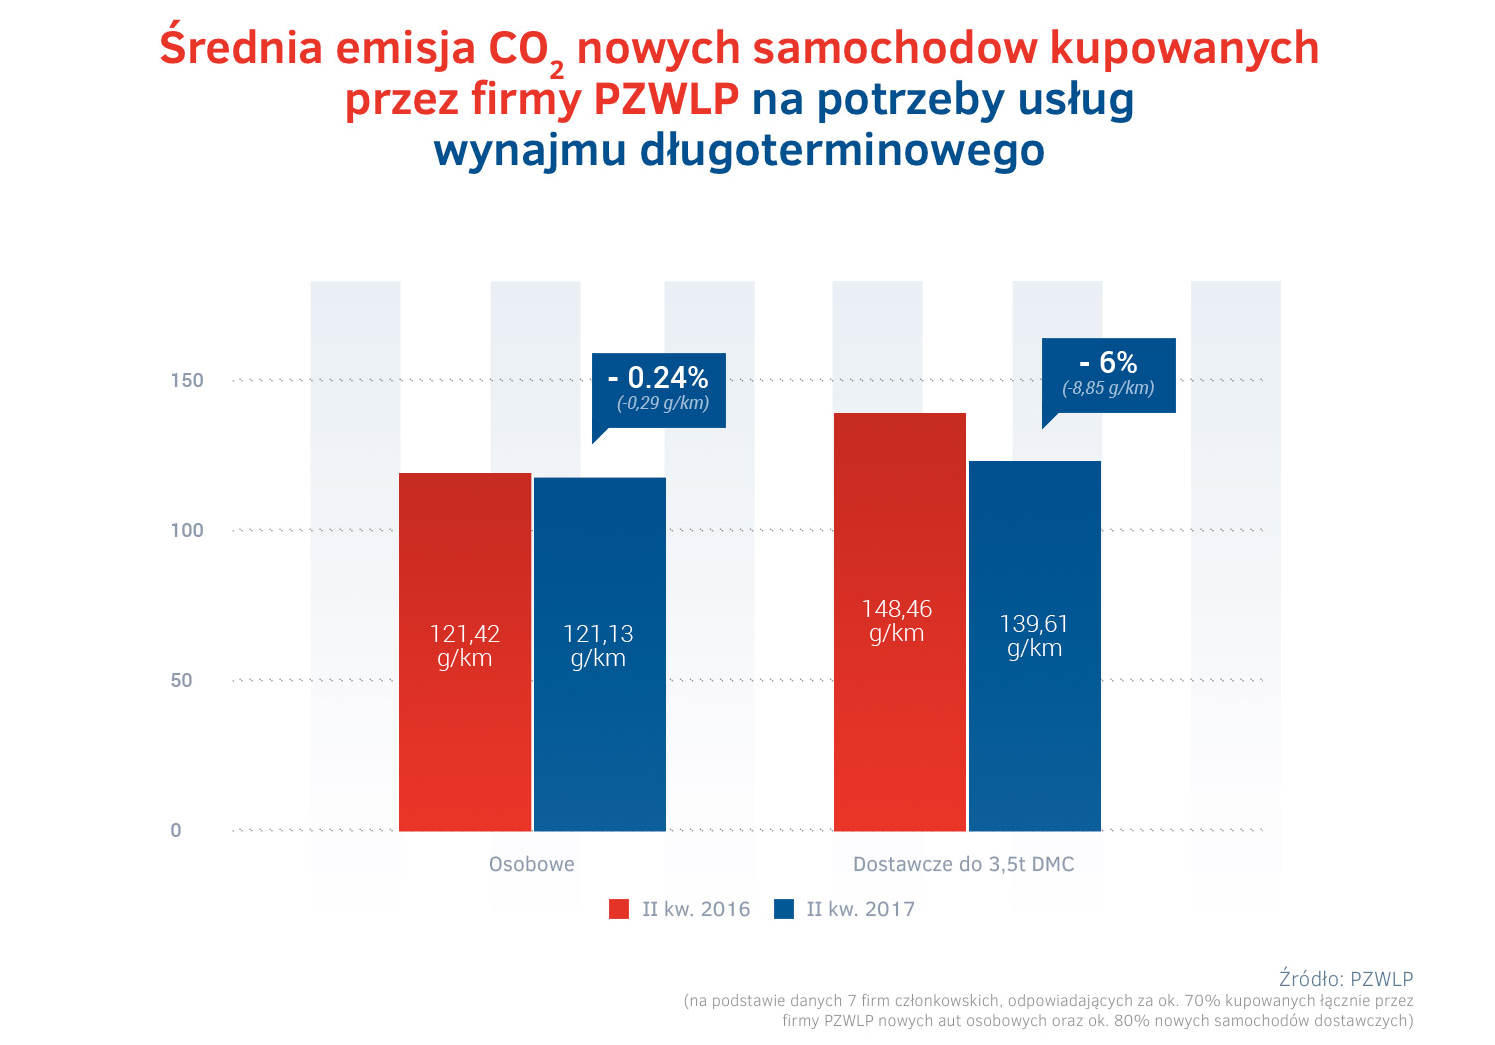 Średnia emisja CO2 nowych samochodow kupowanych
przez firmy PZWLP na potrzeby usług
wynajmu długoterminowego
150
100
50
0
- 0.24%
(-0,29 g/km)
- 6%
(-8,85 g/km)
121,42
g/km
121,13
g/km
148,46
g/km
139,61
g/km
Osobowe
Dostawcze do 3,5t DMC
II kw. 2016
II kw. 2017
Źródło: PZWLP
(na podstawie danych 7 firm członkowskich, odpowiadających za ok. 70% kupowanych łącznie przez
firmy PZWLP nowych aut osobowych oraz ok. 80% nowych samochodów dostawczych)